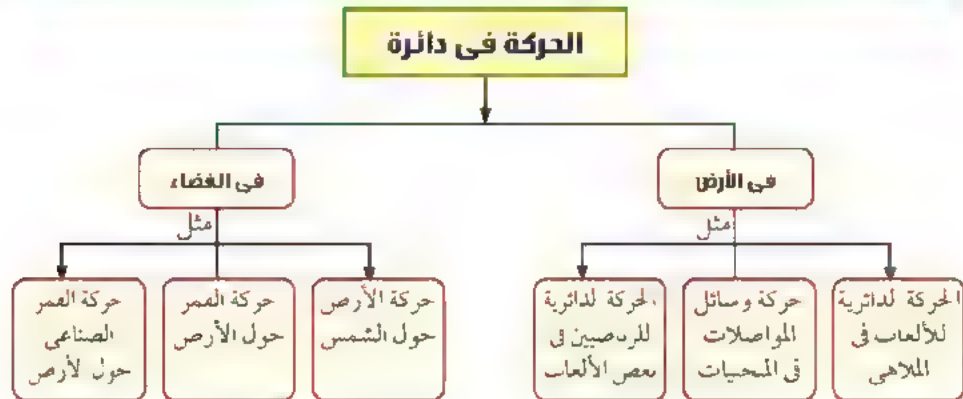 الحركة فى دائرة
فى الأرض
مثل
الحركة الدائرية
للألعاب فى
الملاهى
حركة وسائل
المواصلات
فى المنحنيات
الحركة الدائرية
للرياضيين فى
بعض الألعاب
فى الفضاء
مثل
حركة الأرض
حول الشمس
حركة القمر
حول الأرض
حركة القمر
الصناعى
حول الأرض